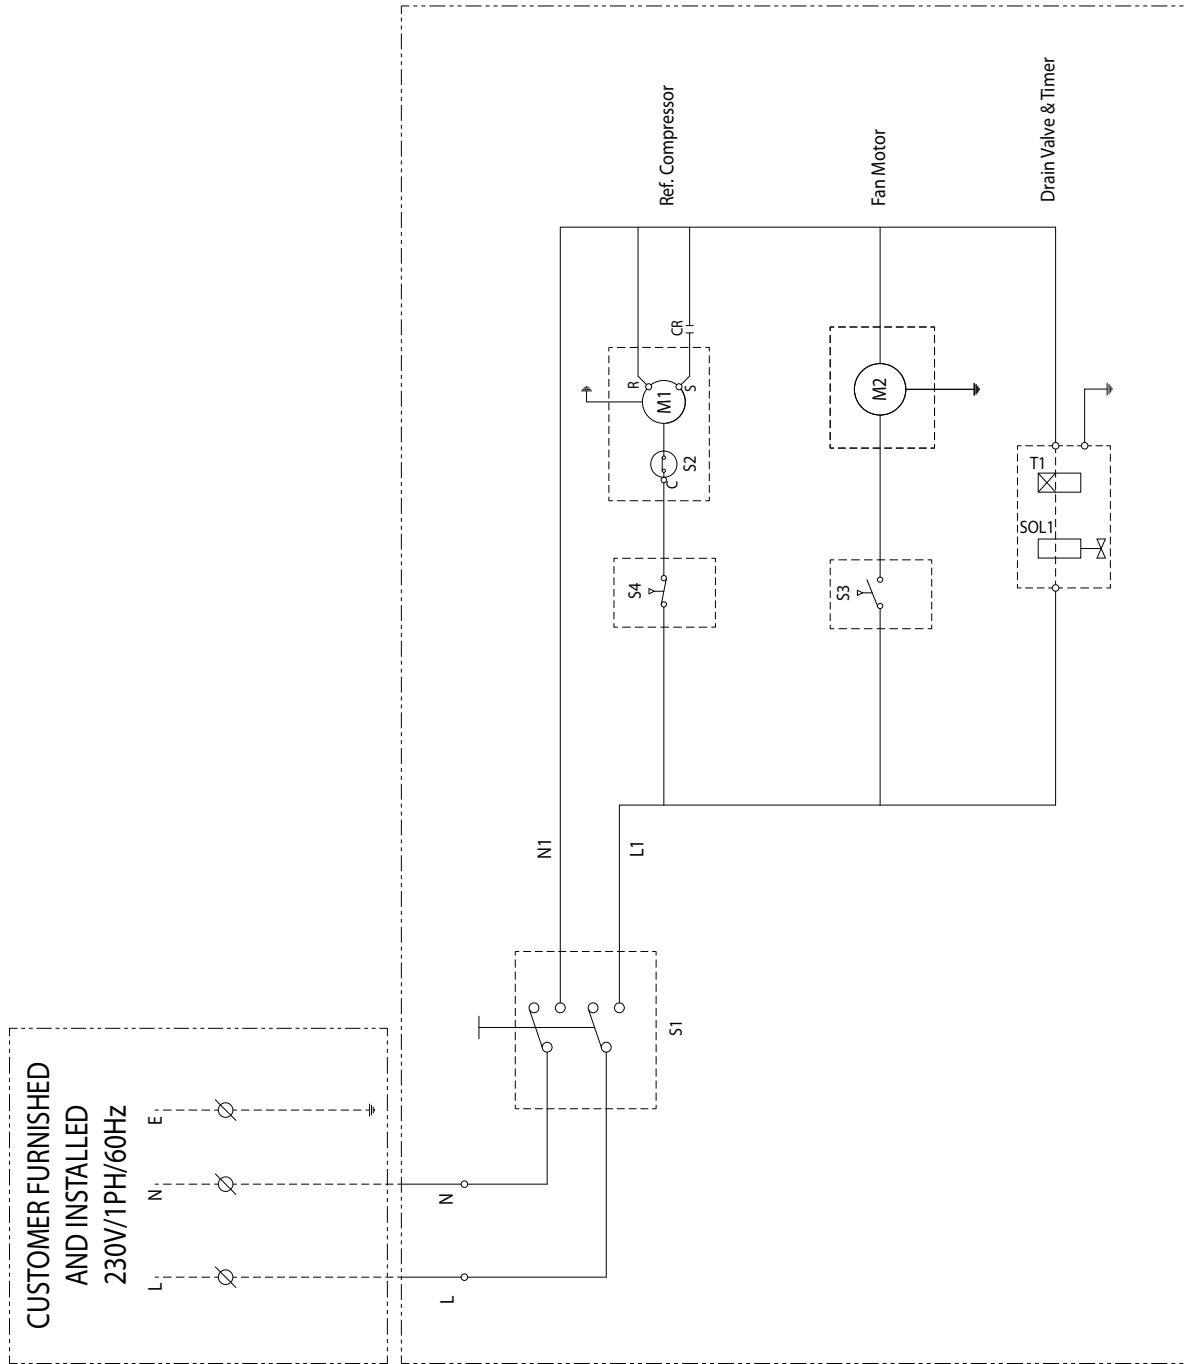 CUSTOMER FURNISHED
AND INSTALLED
230V/1PH/60Hz
L
N
E
L
N
S1
N1
L1
S4
C
S2
M1
R
S
CR
Ref. Compressor
S3
M2
Fan Motor
SOL1
T1
Drain Valve & Timer